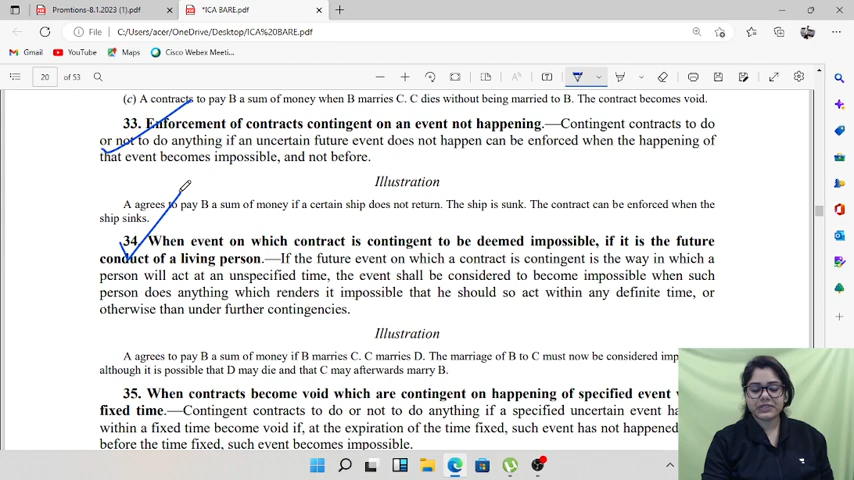 Promtions-8.1.2023 (1).pdf
*ICA BARE.pdf
File
C:/Users/acer/OneDrive/Desktop/ICA%20BARE.pdf
Gmail
YouTube
Maps
Cisco Webex Meeti...
20 of 53
(c) A contracts to pay B a sum of money when B marries C. C dies without being married to B. The contract becomes void.
33. Enforcement of contracts contingent on an event not happening.—Contingent contracts to do
or not to do anything if an uncertain future event does not happen can be enforced when the happening of
that event becomes impossible, and not before.
Illustration
A agrees to pay B a sum of money if a certain ship does not return. The ship is sunk. The contract can be enforced when the
ship sinks.
34. When event on which contract is contingent to be deemed impossible, if it is the future
conduct of a living person.—If the future event on which a contract is contingent is the way in which a
person will act at an unspecified time, the event shall be considered to become impossible when such
person does anything which renders it impossible that he should so act within any definite time, or
otherwise than under further contingencies.
Illustration
A agrees to pay B a sum of money if B marries C. C marries D. The marriage of B to C must now be considered
although it is possible that D may die and that C may afterwards marry B.
35. When contracts become void which are contingent on happening of specified event
fixed time.—Contingent contracts to do or not to do anything if a specified uncertain event
within a fixed time become void if, at the expiration of the time fixed, such event has not happened
before the time fixed, such event becomes impossible.